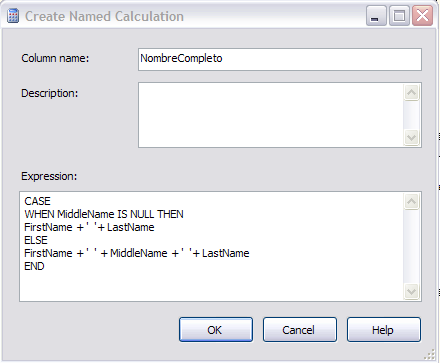 Create Named Calculation
Column name:
NombreCompleto
Description:
Expression:
CASE
WHEN MiddleName IS NULL THEN
FirstName + ' '+ LastName
ELSE
FirstName + ' ' + MiddleName + ' '+ LastName
END
OK
Cancel
Help